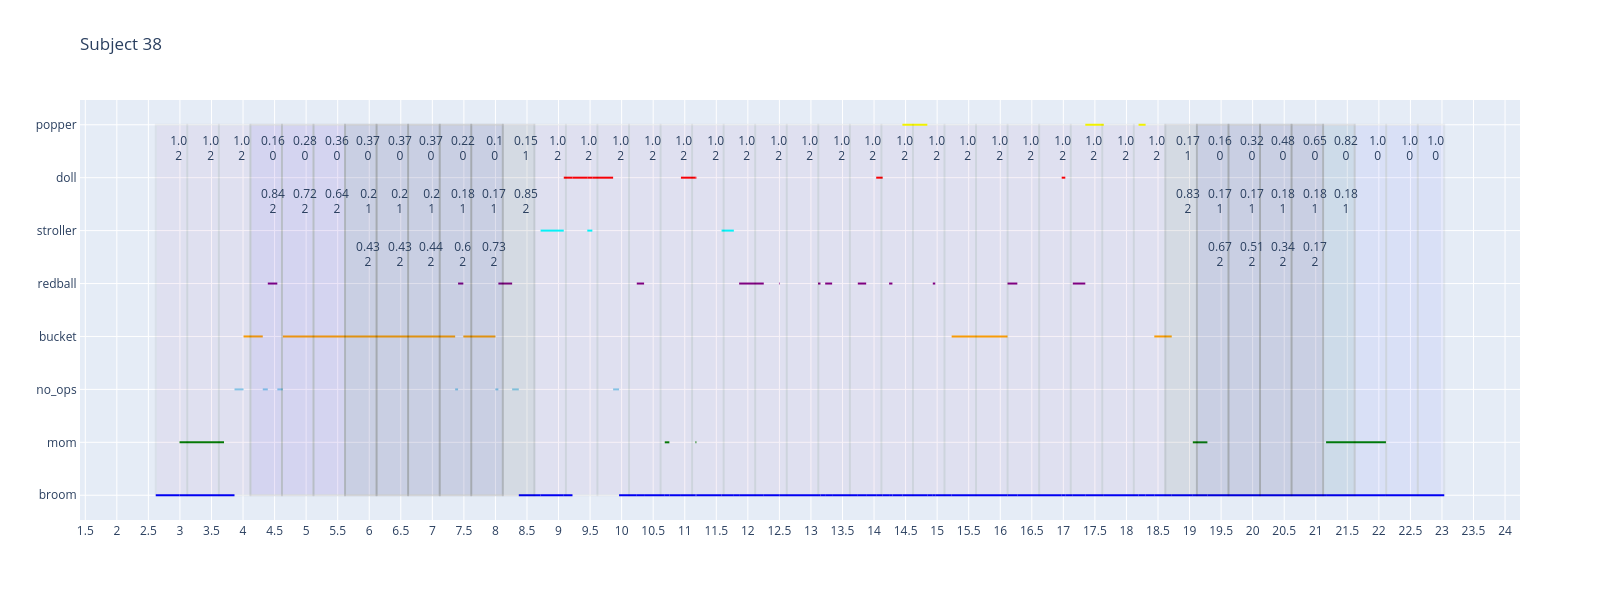 Subject 38
popper
1.0 1.0 1.0 0.16 0.28 0.36 0.37 0.37 0.37 0.22 0.1 0.15 1.0 1.0 1.0 1.0 1.0 1.0 1.0 1.0 1.0 1.0 1.0 1.0 1.0 1.0 1.0 1.0 1.0 1.0 1.0 1.0 0.17 0.16 0.32 0.48 0.65 0.82 1.0 1.0 1.0
2 2 2 0 0 0 0 0 0 0 0 1 2 2 2 2 2 2 2 2 2 2 2 2 2 2 2 2 2 2 2 2 1 0 0 0 0 0 0 0 0
doll
0.84 0.72 0.64 0.2 0.2 0.2 0.18 0.17 0.85 0.83 0.17 0.17 0.18 0.18 0.18
2 2 2 1 1 1 1 1 2 2 1 1 1 1 1
stroller
0.43 0.43 0.44 0.6 0.73 0.67 0.51 0.34 0.17
2 2 2 2 2 2 2 2 2
redball
bucket
no_ops
mom
broom
1.5 2 2.5 3 3.5 4 4.5 5 5.5 6 6.5 7 7.5 8 8.5 9 9.5 10 10.5 11 11.5 12 12.5 13 13.5 14 14.5 15 15.5 16 16.5 17 17.5 18 18.5 19 19.5 20 20.5 21 21.5 22 22.5 23 23.5 24